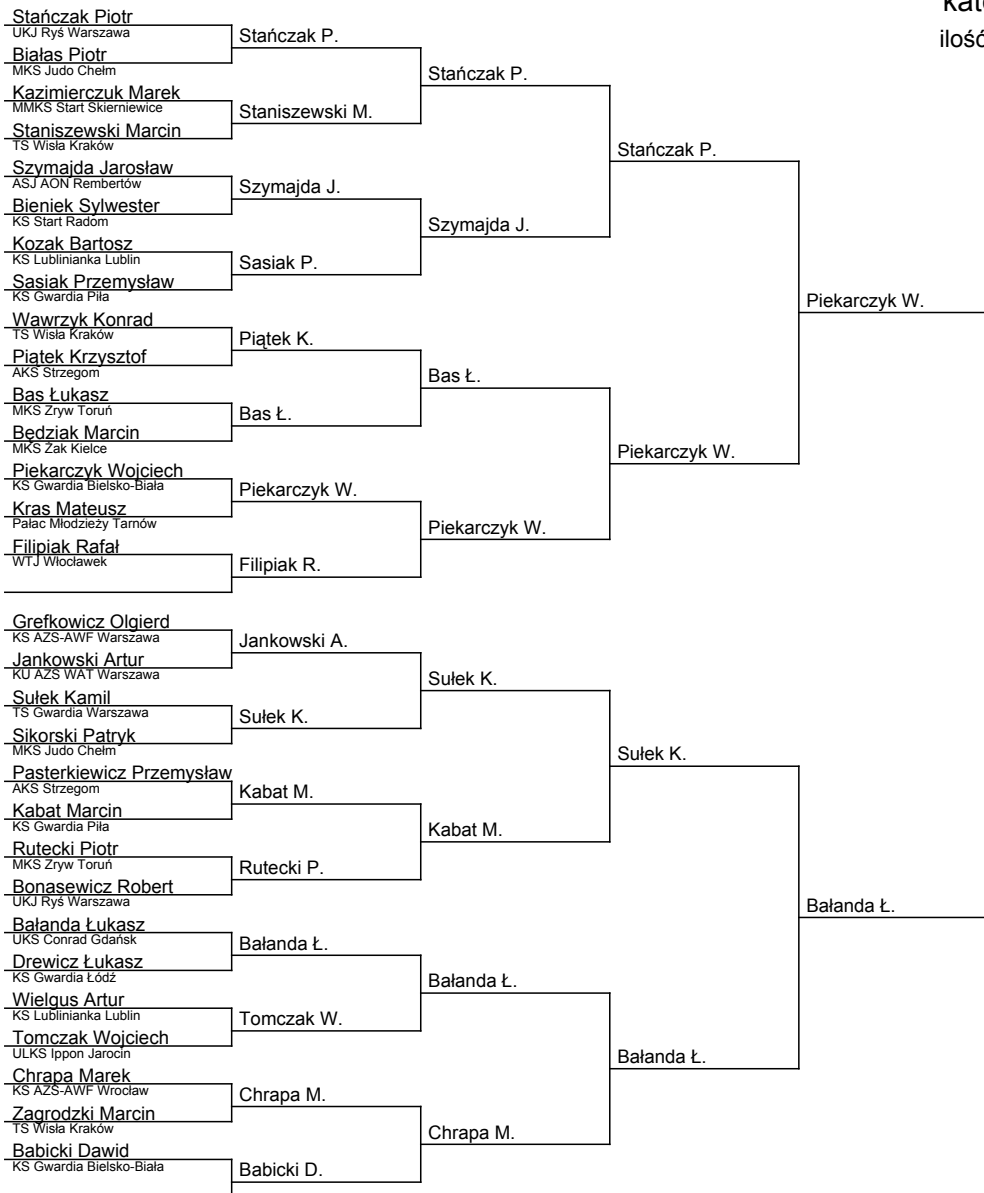 Stańczak Piotr
UKJ Ryś Warszawa
Białas Piotr
MKS Judo Chełm
Kazimierczuk Marek
MMKS Start Skierniewice
Staniszewski Marcin
TS Wisła Kraków
Szymajda Jarosław
ASJ AON Rembertów
Bieniek Sylwester
KS Start Radom
Kozak Bartosz
KS Lublinianka Lublin
Sasiak Przemysław
KS Gwardia Piła
Wawrzyk Konrad
TS Wisła Kraków
Piątek Krzysztof
AKS Strzegom
Bas Łukasz
MKS Zryw Toruń
Będziak Marcin
MKS Żak Kielce
Piekarczyk Wojciech
KS Gwardia Bielsko-Biała
Kras Mateusz
Pałac Młodzieży Tarnów
Filipiak Rafał
WTJ Włocławek
Grefkowicz Olgierd
KS AZS-AWF Warszawa
Jankowski Artur
KU AZS WAT Warszawa
Sułek Kamil
TS Gwardia Warszawa
Sikorski Patryk
MKS Judo Chełm
Pasterkiewicz Przemysław
AKS Strzegom
Kabat Marcin
KS Gwardia Piła
Rutecki Piotr
MKS Zryw Toruń
Bonasewicz Robert
UKJ Ryś Warszawa
Bałanda Łukasz
UKS Conrad Gdańsk
Drewicz Łukasz
KS Gwardia Łódź
Wielgus Artur
KS Lublinianka Lublin
Tomczak Wojciech
ULKS Ippon Jarocin
Chrapa Marek
KS AZS-AWF Wrocław
Zagrodzki Marcin
TS Wisła Kraków
Babicki Dawid
KS Gwardia Bielsko-Biała
Stańczak P.
Staniszewski M.
Szymajda J.
Sasiak P.
Piątek K.
Bas Ł.
Piekarczyk W.
Filipiak R.
Jankowski A.
Sułek K.
Kabat M.
Rutecki P.
Bałanda Ł.
Tomczak W.
Chrapa M.
Babicki D.
Stańczak P.
Szymajda J.
Bas Ł.
Piekarczyk W.
Sułek K.
Kabat M.
Bałanda Ł.
Chrapa M.
Stańczak P.
Piekarczyk W.
Sułek K.
Bałanda Ł.
Piekarczyk W.
Bałanda Ł.
ilość